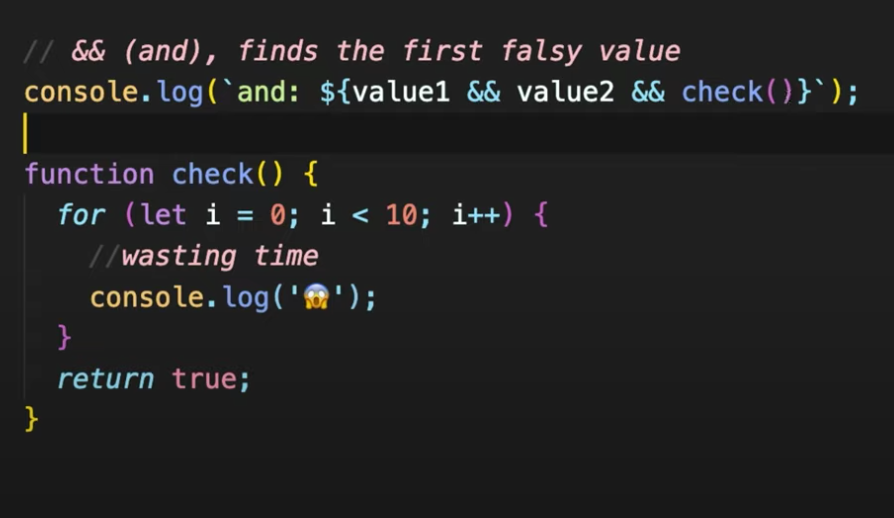 // && (and), finds the first falsy value
console.log(`and: ${value1 && value2 && check()}`);
function check() {
for (let i = 0; i < 10; i++) {
//wasting time
console.log('😱');
}
return true;
}